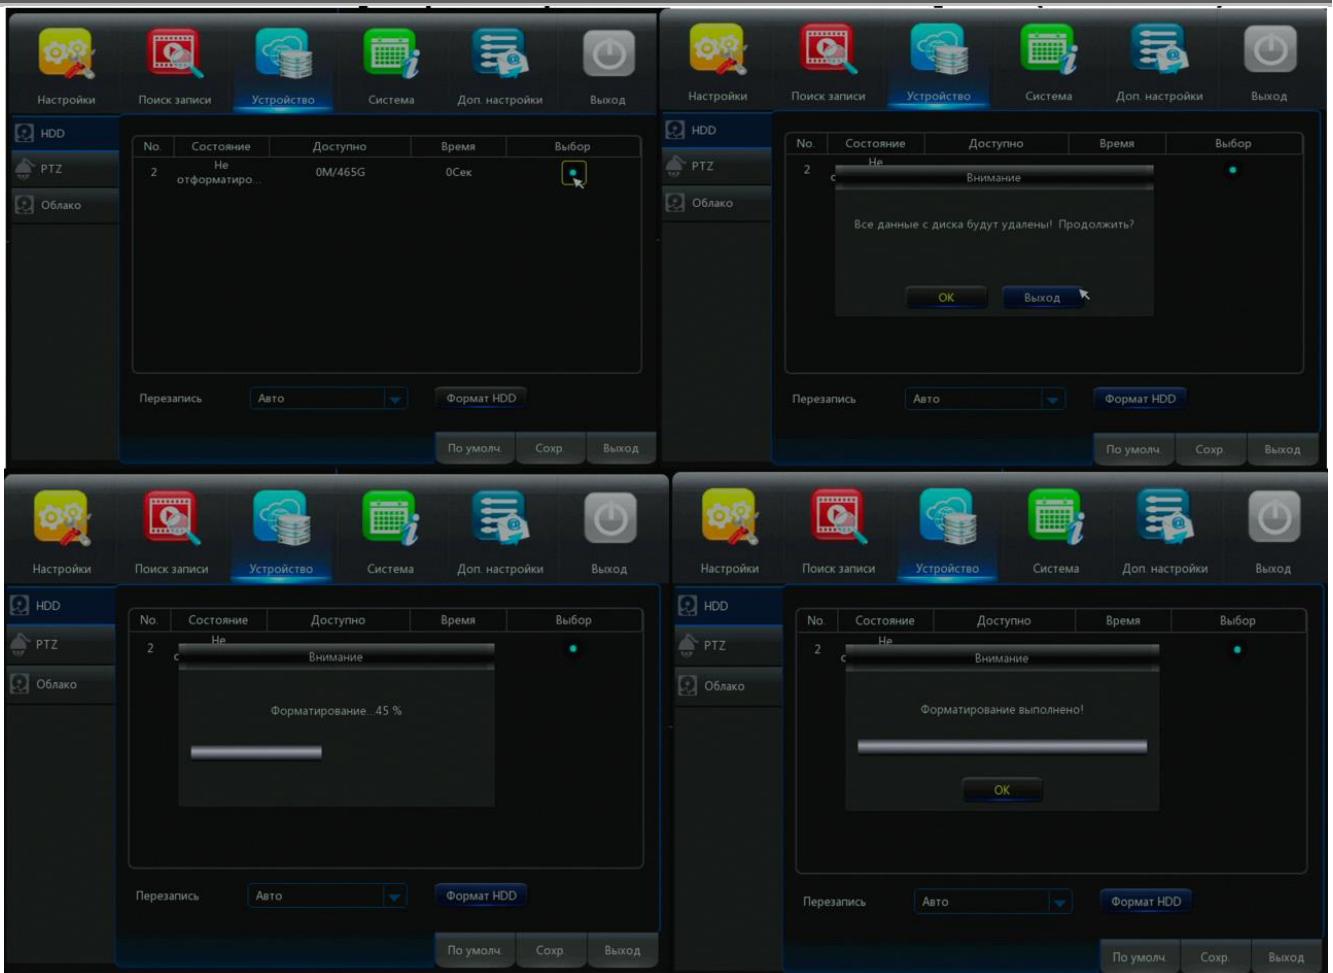 Настройки Поиск записи Устройство Система Доп. настройки Выход
HDD
PTZ
Облако
No. Состояние Доступно Время Выбор
2 Не отформатиро... 0M/465G 0Сек
Перезапись Авто Формат HDD
По умолч. Сохр. Выход
Настройки Поиск записи Устройство Система Доп. настройки Выход
HDD
PTZ
Облако
No. Состояние Доступно Время Выбор
2 Не
Внимание
Все данные с диска будут удалены! Продолжить?
OK Выход
Перезапись Авто Формат HDD
По умолч. Сохр. Выход
Настройки Поиск записи Устройство Система Доп. настройки Выход
HDD
PTZ
Облако
No. Состояние Доступно Время Выбор
2 Не
Внимание
Форматирование...45 %
Перезапись Авто Формат HDD
По умолч. Сохр. Выход
Настройки Поиск записи Устройство Система Доп. настройки Выход
HDD
PTZ
Облако
No. Состояние Доступно Время Выбор
2 Не
Внимание
Форматирование выполнено!
OK
Перезапись Авто Формат HDD
По умолч. Сохр. Выход